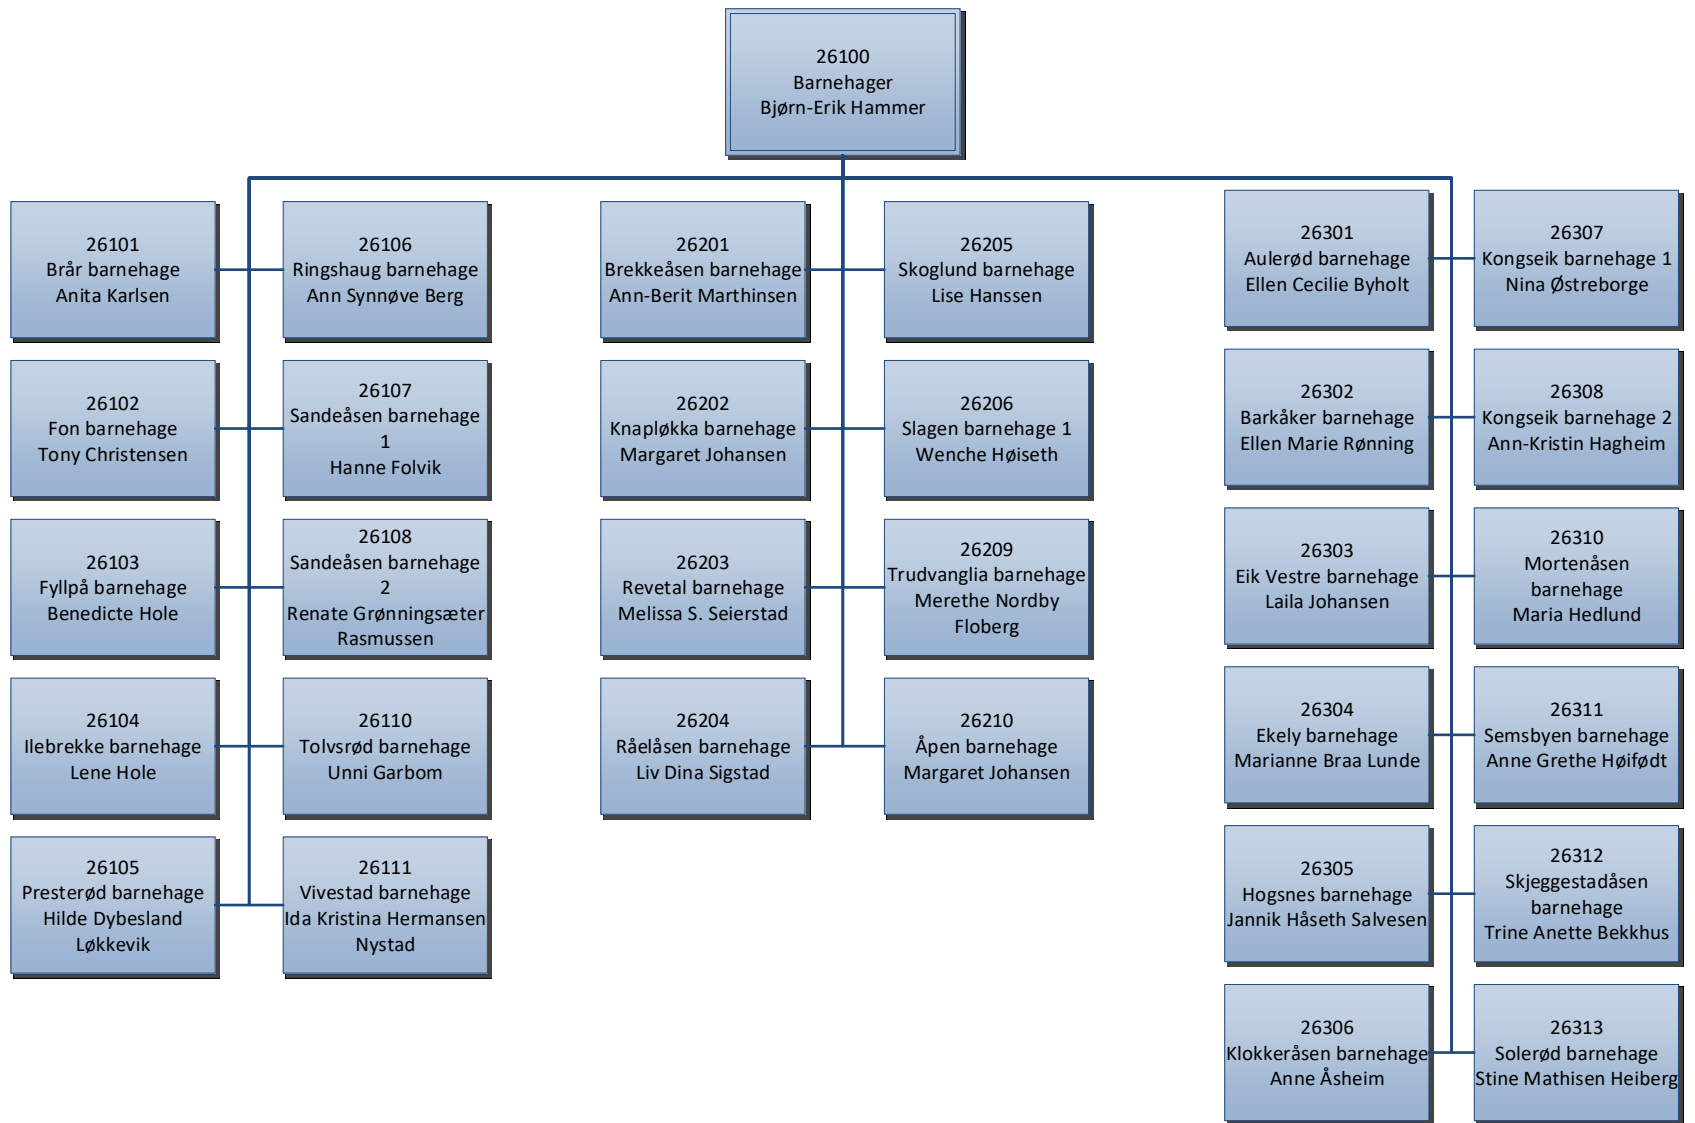 26100
Barnehager
Bjørn-Erik Hammer
26101
Brår barnehage
Anita Karlsen
26106
Ringshaug barnehage
Ann Synnøve Berg
26102
Fon barnehage
Tony Christensen
26107
Sandeåsen barnehage
1
Hanne Folvik
26103
Fyllpå barnehage
Benedicte Hole
26108
Sandeåsen barnehage
2
Renate Grønningsæter
Rasmussen
26104
Ilebrekke barnehage
Lene Hole
26110
Tolvsrød barnehage
Unni Garbom
26105
Presterød barnehage
Hilde Dybesland
Løkkevik
26111
Vivestad barnehage
Ida Kristina Hermansen
Nystad
26201
Brekkeåsen barnehage
Ann-Berit Marthinsen
26205
Skoglund barnehage
Lise Hanssen
26202
Knapløkka barnehage
Margaret Johansen
26206
Slagen barnehage 1
Wenche Høiseth
26203
Revetal barnehage
Melissa S. Seierstad
26209
Trudvanglia barnehage
Merethe Nordby
Floberg
26204
Råelåsen barnehage
Liv Dina Sigstad
26210
Åpen barnehage
Margaret Johansen
26301
Aulerød barnehage
Ellen Cecilie Byholt
26307
Kongseik barnehage 1
Nina Østreborge
26302
Barkåker barnehage
Ellen Marie Rønning
26308
Kongseik barnehage 2
Ann-Kristin Hagheim
26303
Eik Vestre barnehage
Laila Johansen
26310
Mortenåsen
barnehage
Maria Hedlund
26304
Ekely barnehage
Marianne Braa Lunde
26311
Semsbyen barnehage
Anne Grethe Høifødt
26305
Hogsnes barnehage
Jannik Håseth Salvesen
26312
Skjeggestadåsen
barnehage
Trine Anette Bekkhus
26306
Klokkeråsen barnehage
Anne Åsheim
26313
Solerød barnehage
Stine Mathisen Heiberg